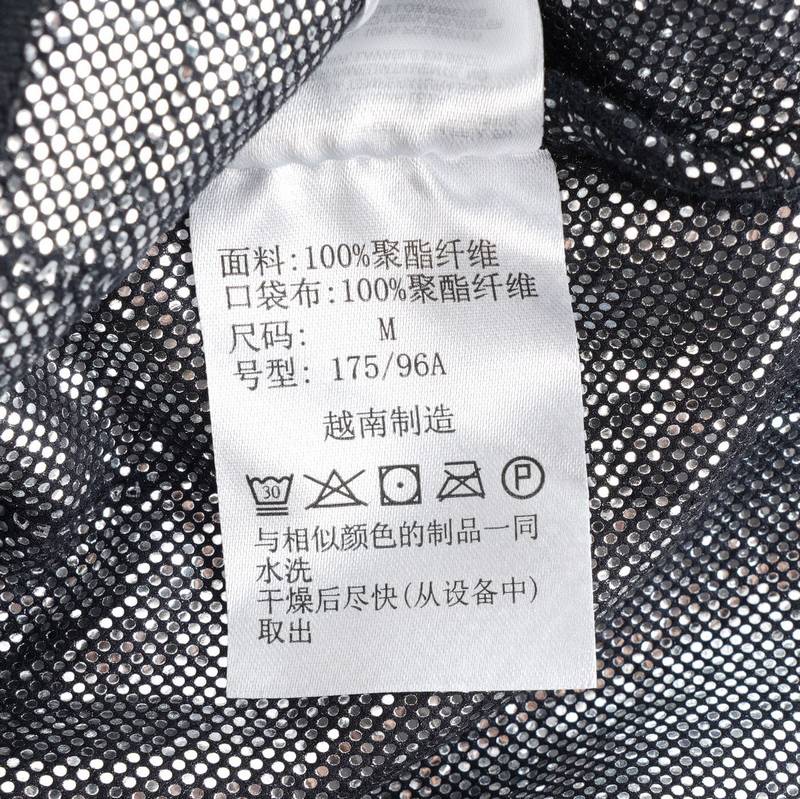 面料:100%聚酯纤维
口袋布:100%聚酯纤维
尺码: M
号型: 175/96A
越南制造
30 P
与相似颜色的制品一同
水洗
干燥后尽快(从设备中)
取出